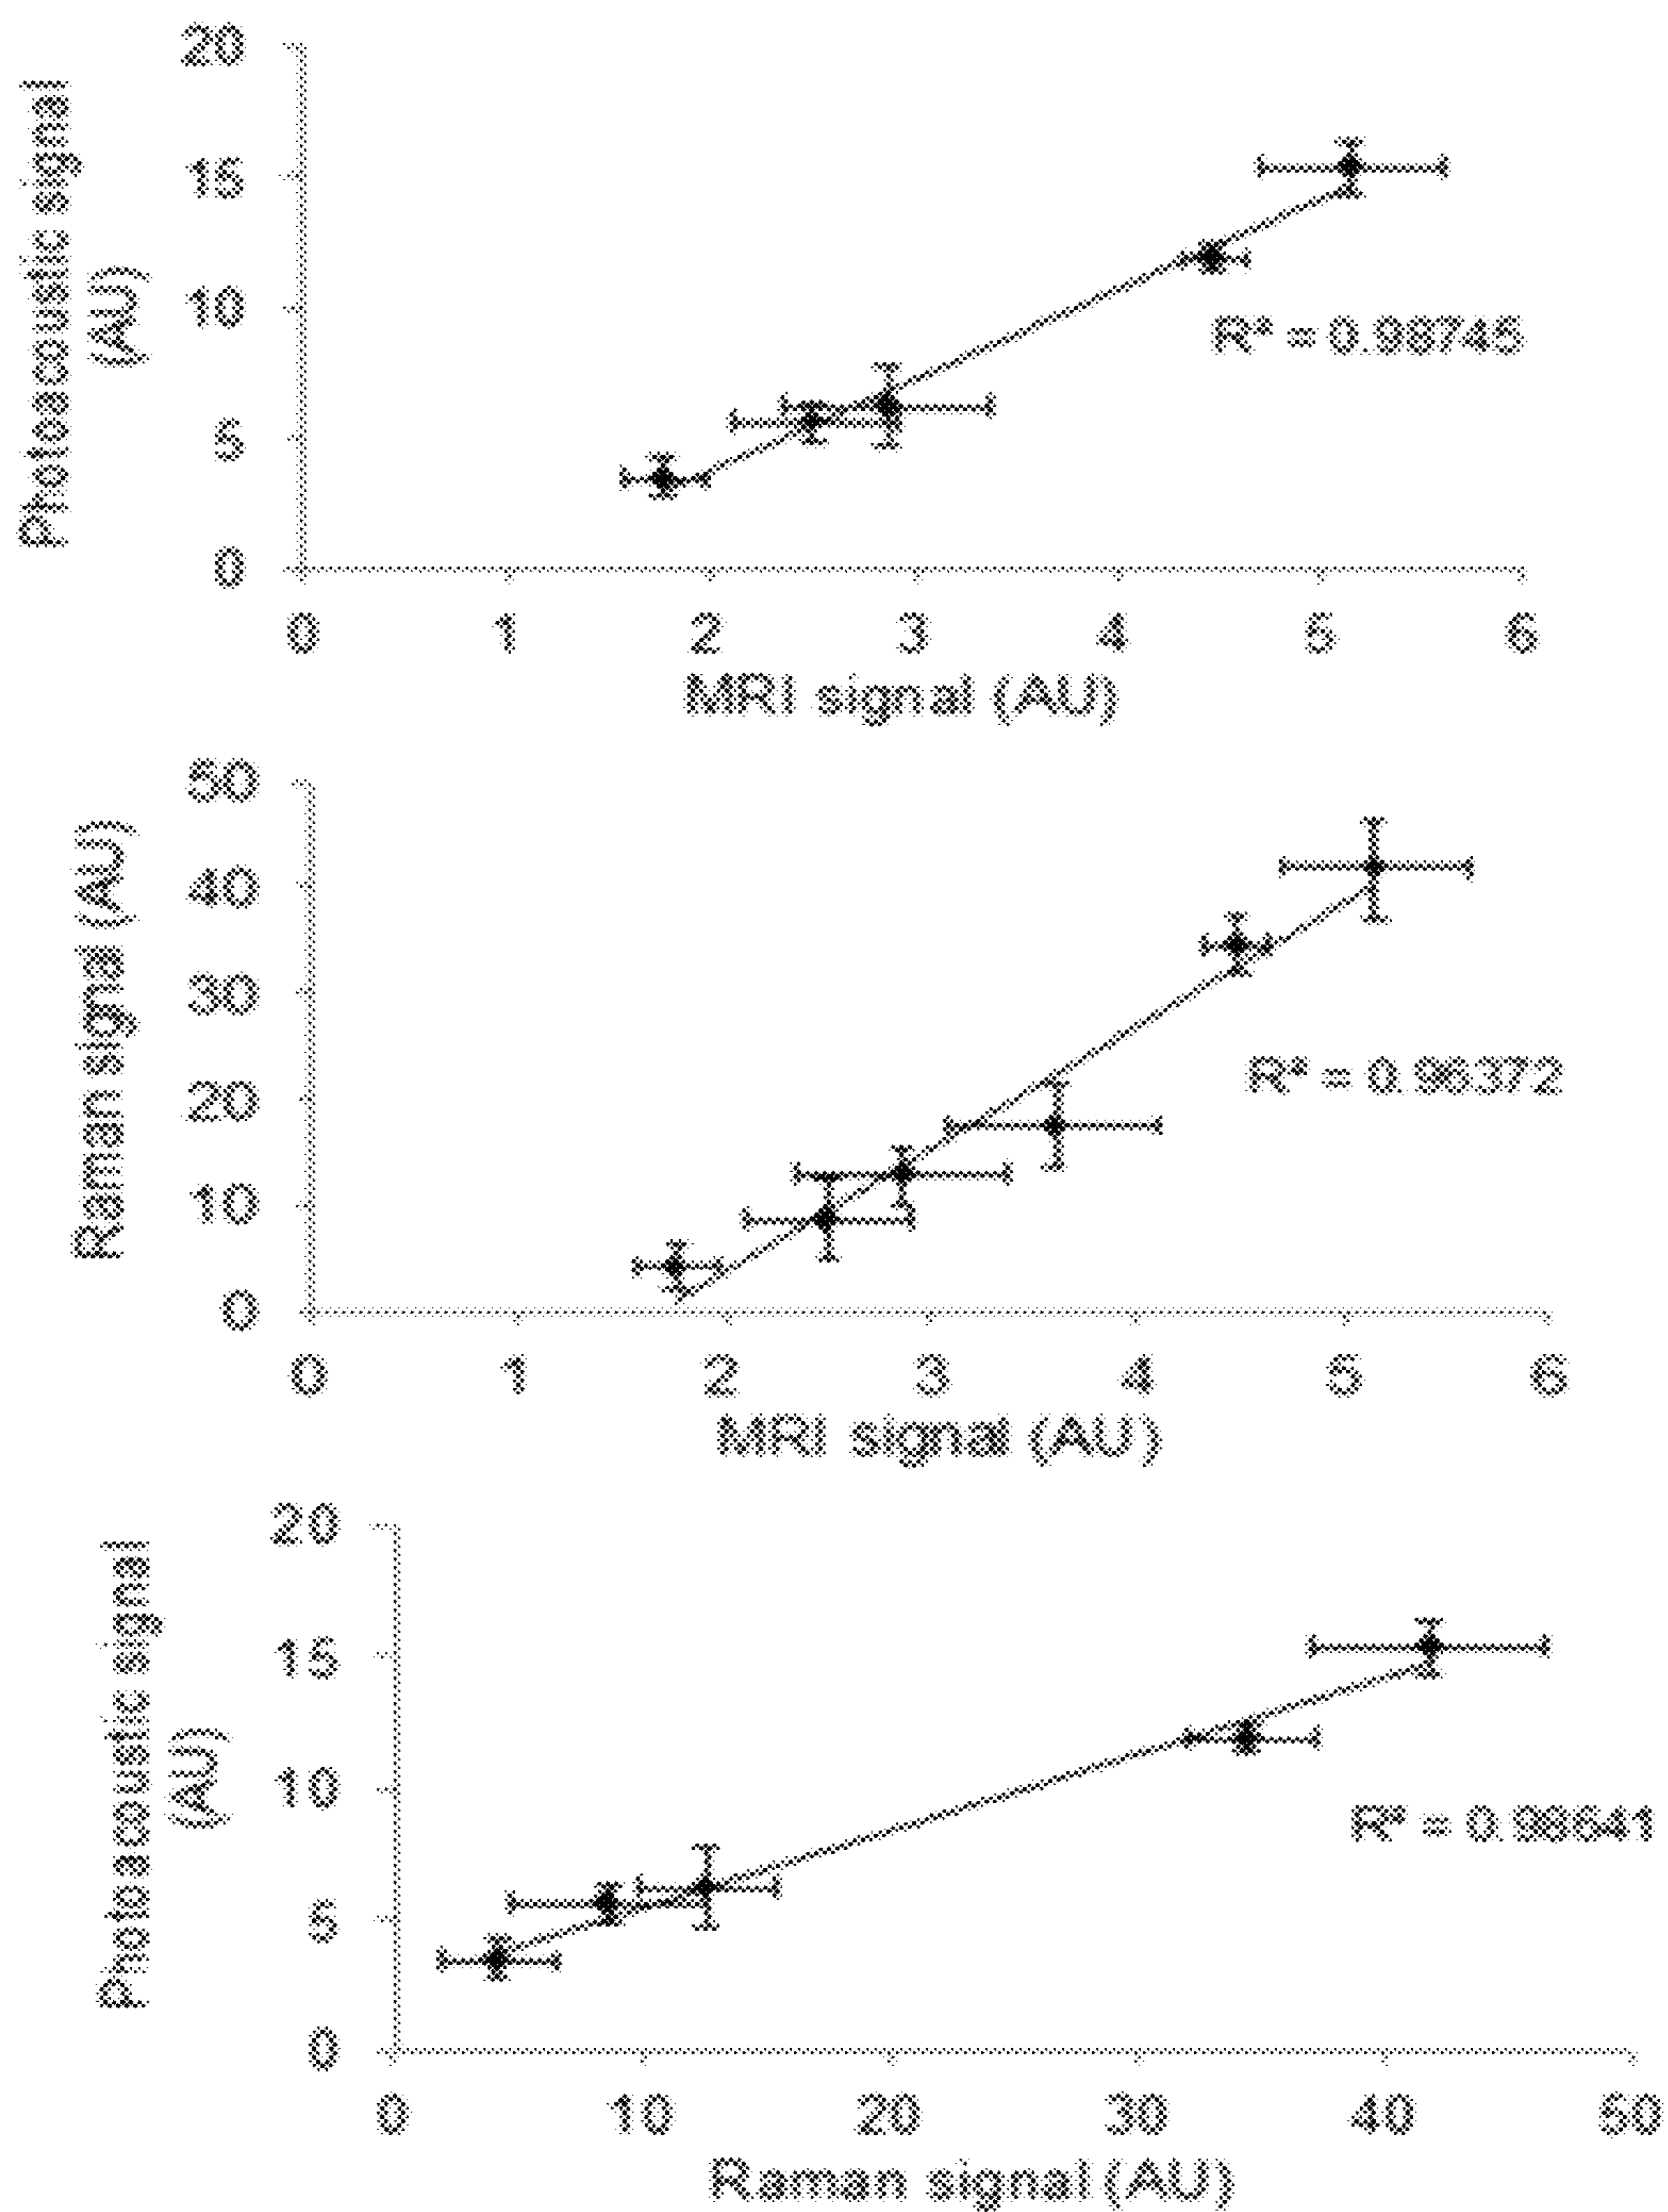 Photoacoustic signal
(AU)
20
15
10
5
0
R² = 0.98745
0 1 2 3 4 5 6
MRI signal (AU)
Raman signal (AU)
50
40
30
20
10
0
R² = 0.96372
0 1 2 3 4 5 6
MRI signal (AU)
Photoacoustic signal
(AU)
20
15
10
5
0
R² = 0.98641
0 10 20 30 40 50
Raman signal (AU)